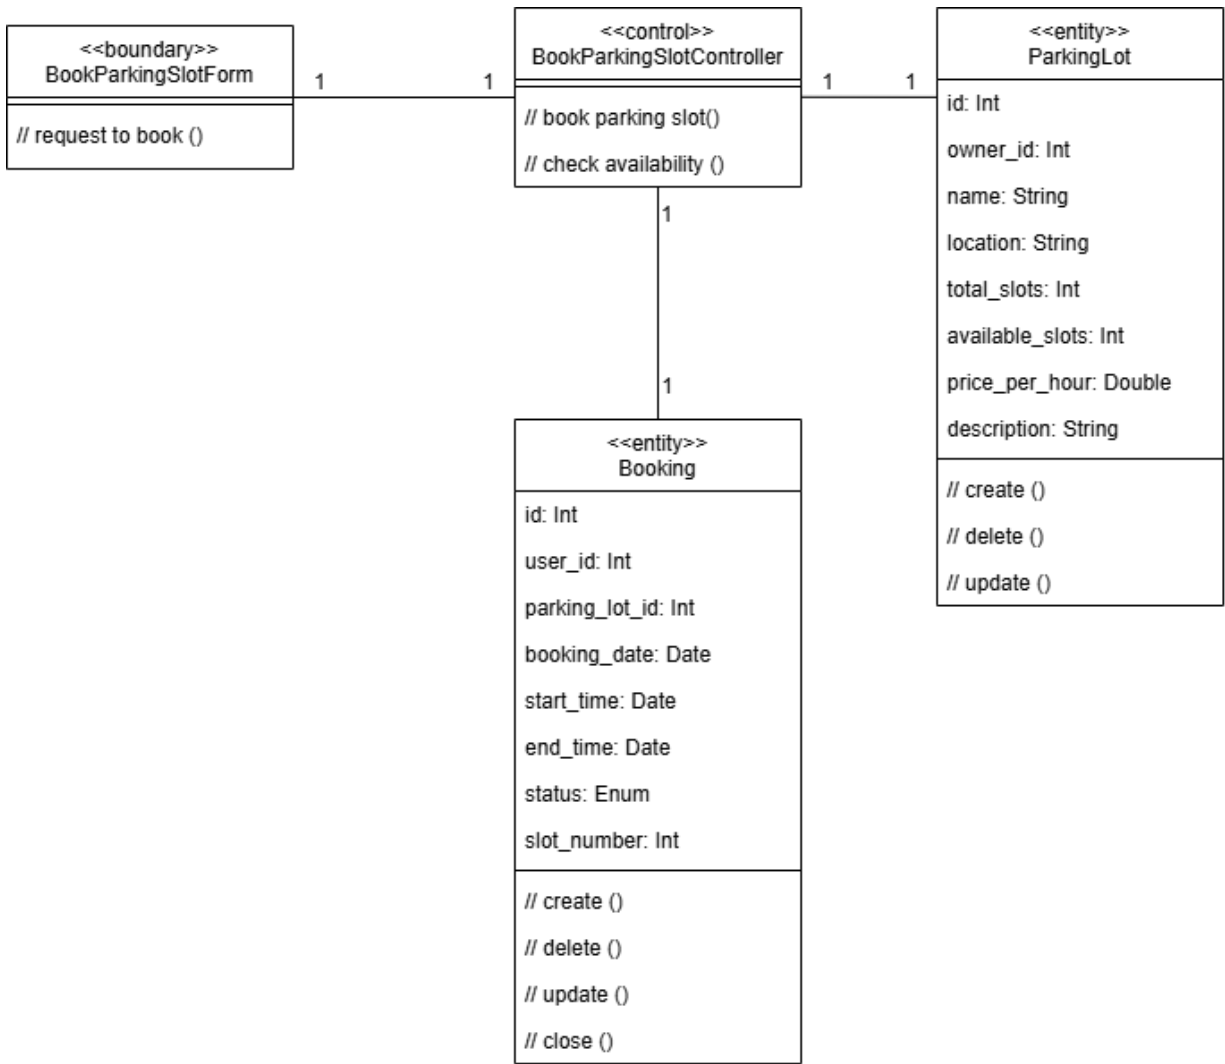 <<boundary>>
BookParkingSlotForm
// request to book ()
1
1
<<control>>
BookParkingSlotController
// book parking slot()
// check availability ()
1
1
<<entity>>
ParkingLot
id: Int
owner_id: Int
name: String
location: String
total_slots: Int
available_slots: Int
price_per_hour: Double
description: String
// create ()
// delete ()
// update ()
1
1
<<entity>>
Booking
id: Int
user_id: Int
parking_lot_id: Int
booking_date: Date
start_time: Date
end_time: Date
status: Enum
slot_number: Int
// create ()
// delete ()
// update ()
// close ()